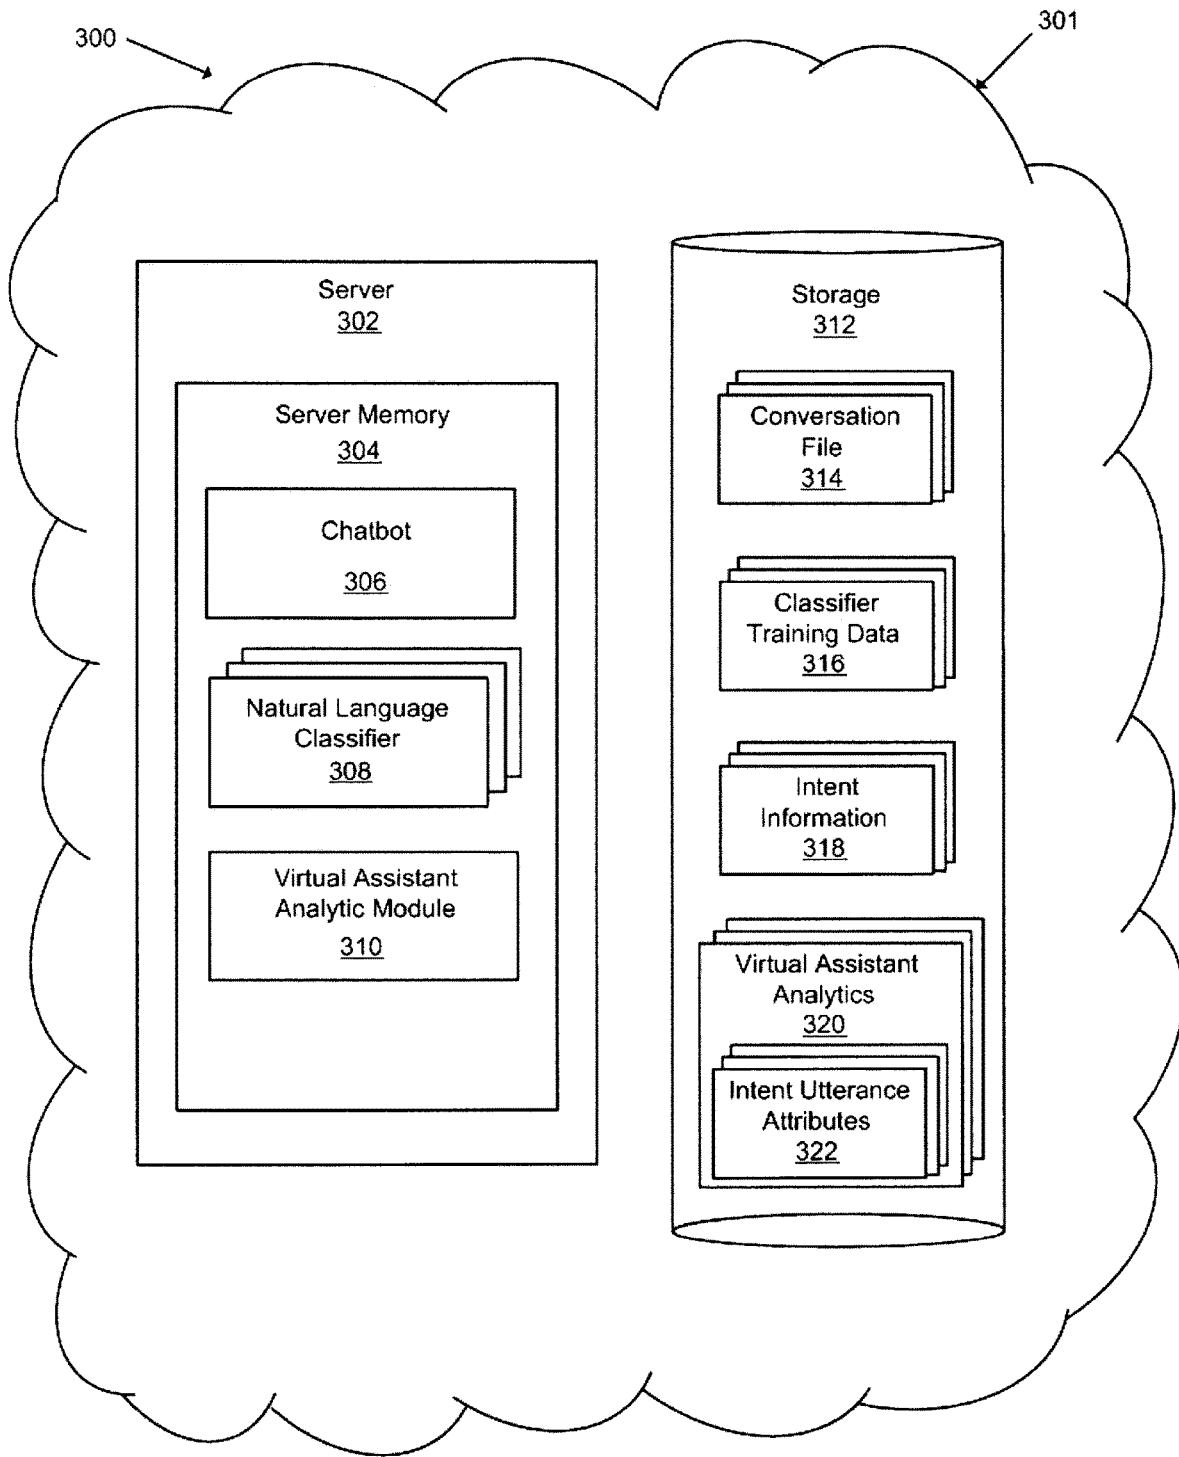 300
301
Server
302
Server Memory
304
Chatbot
306
Natural Language
Classifier
308
Virtual Assistant
Analytic Module
310
Storage
312
Conversation
File
314
Classifier
Training Data
316
Intent
Information
318
Virtual Assistant
Analytics
320
Intent Utterance
Attributes
322